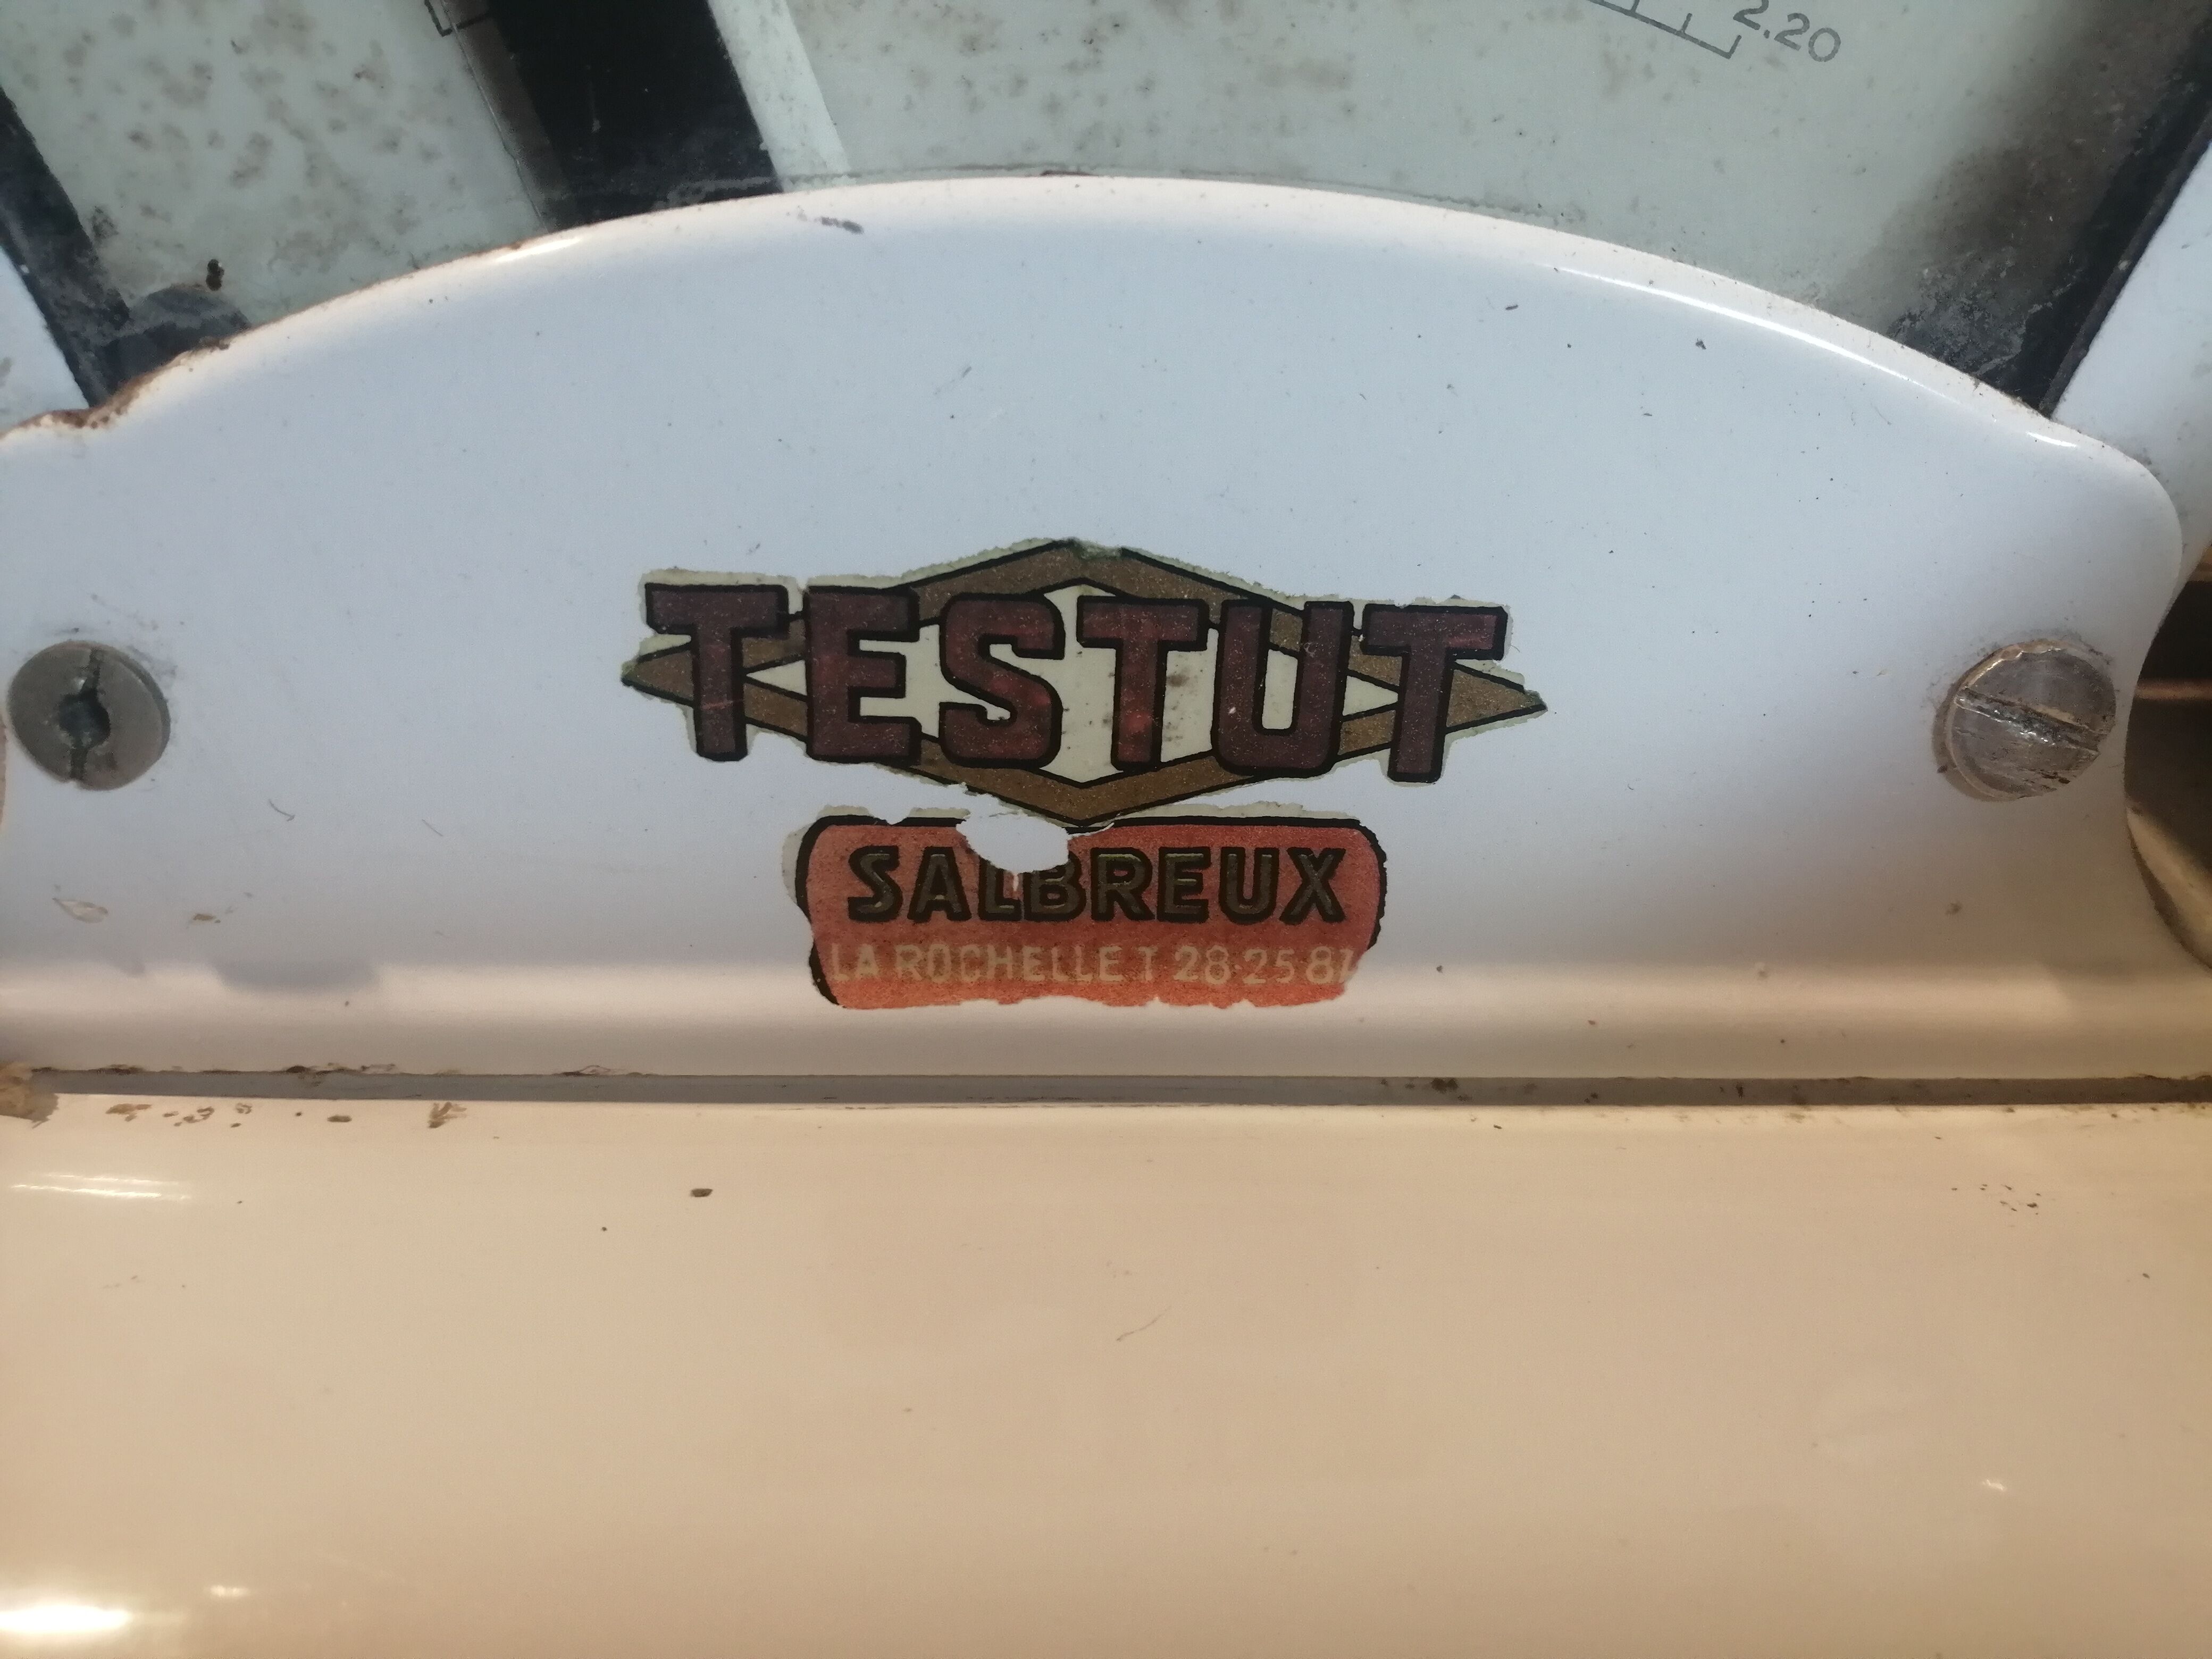 2.20
TESTUT
SALBREUX
LA ROCHELLE T 28·25 81